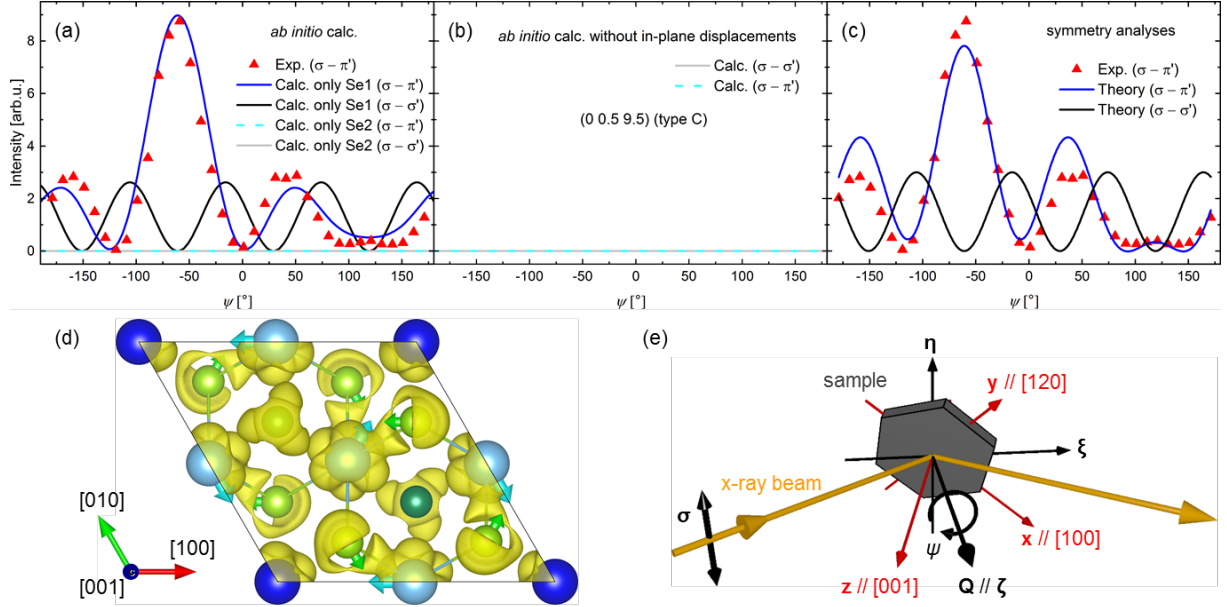 (a)
ab initio calc.
Exp. (σ − π')
Calc. only Se1 (σ − π')
Calc. only Se1 (σ − σ')
Calc. only Se2 (σ − π')
Calc. only Se2 (σ − σ')
Intensity [arb.u.]
8
6
4
2
0
-150 -100 -50 0 50 100 150
ψ [°]
(b)
ab initio calc. without in-plane displacements
Calc. (σ − σ')
Calc. (σ − π')
(0 0.5 9.5) (type C)
-150 -100 -50 0 50 100 150
ψ [°]
(c)
symmetry analyses
Exp. (σ − π')
Theory (σ − π')
Theory (σ − σ')
-150 -100 -50 0 50 100 150
ψ [°]
(d)
[010]
[100]
[001]
(e)
η
sample
y // [120]
ξ
x-ray beam
σ
ψ
x // [100]
z // [001]
Q // ζ